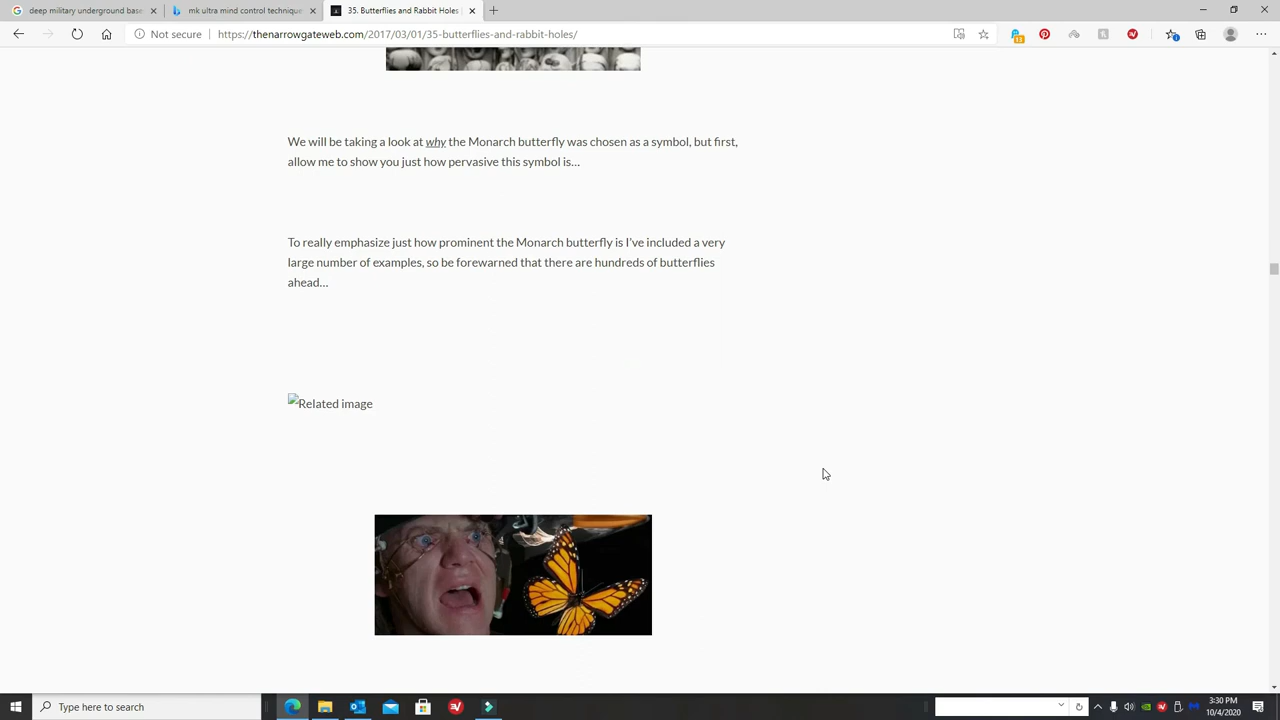 deep military underground base
mk ultra mind control technique
35. Butterflies and Rabbit Holes
Not secure
https://thenarrowgateweb.com/2017/03/01/35-butterflies-and-rabbit-holes/
13
We will be taking a look at why the Monarch butterfly was chosen as a symbol, but first,
allow me to show you just how pervasive this symbol is…
To really emphasize just how prominent the Monarch butterfly is I've included a very
large number of examples, so be forewarned that there are hundreds of butterflies
ahead…
Related image
Type here to search
3:30 PM
10/4/2020